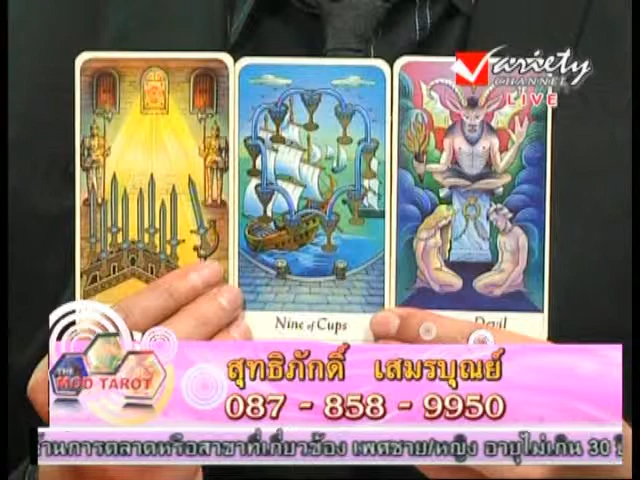 Variety
CHANNEL
LIVE
Nine of Cups
Devil
THE
MOD TAROT
สุทธิภักดิ์ เสมรบุณย์
087 - 858 - 9950
ด้านการตลาดหรือสาขาที่เกี่ยวข้อง เพศชาย/หญิง อายุไม่เกิน 30 ปี